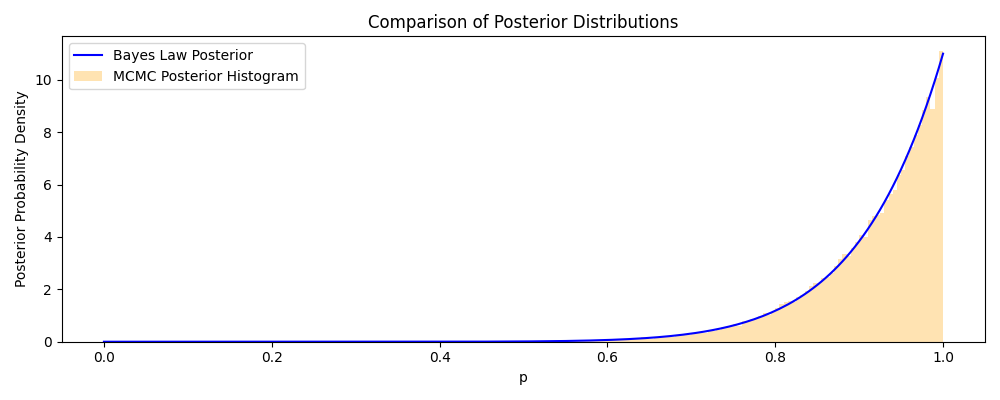 Comparison of Posterior Distributions
Bayes Law Posterior
MCMC Posterior Histogram
Posterior Probability Density
10
8
6
4
2
0
0.0 0.2 0.4 0.6 0.8 1.0
p